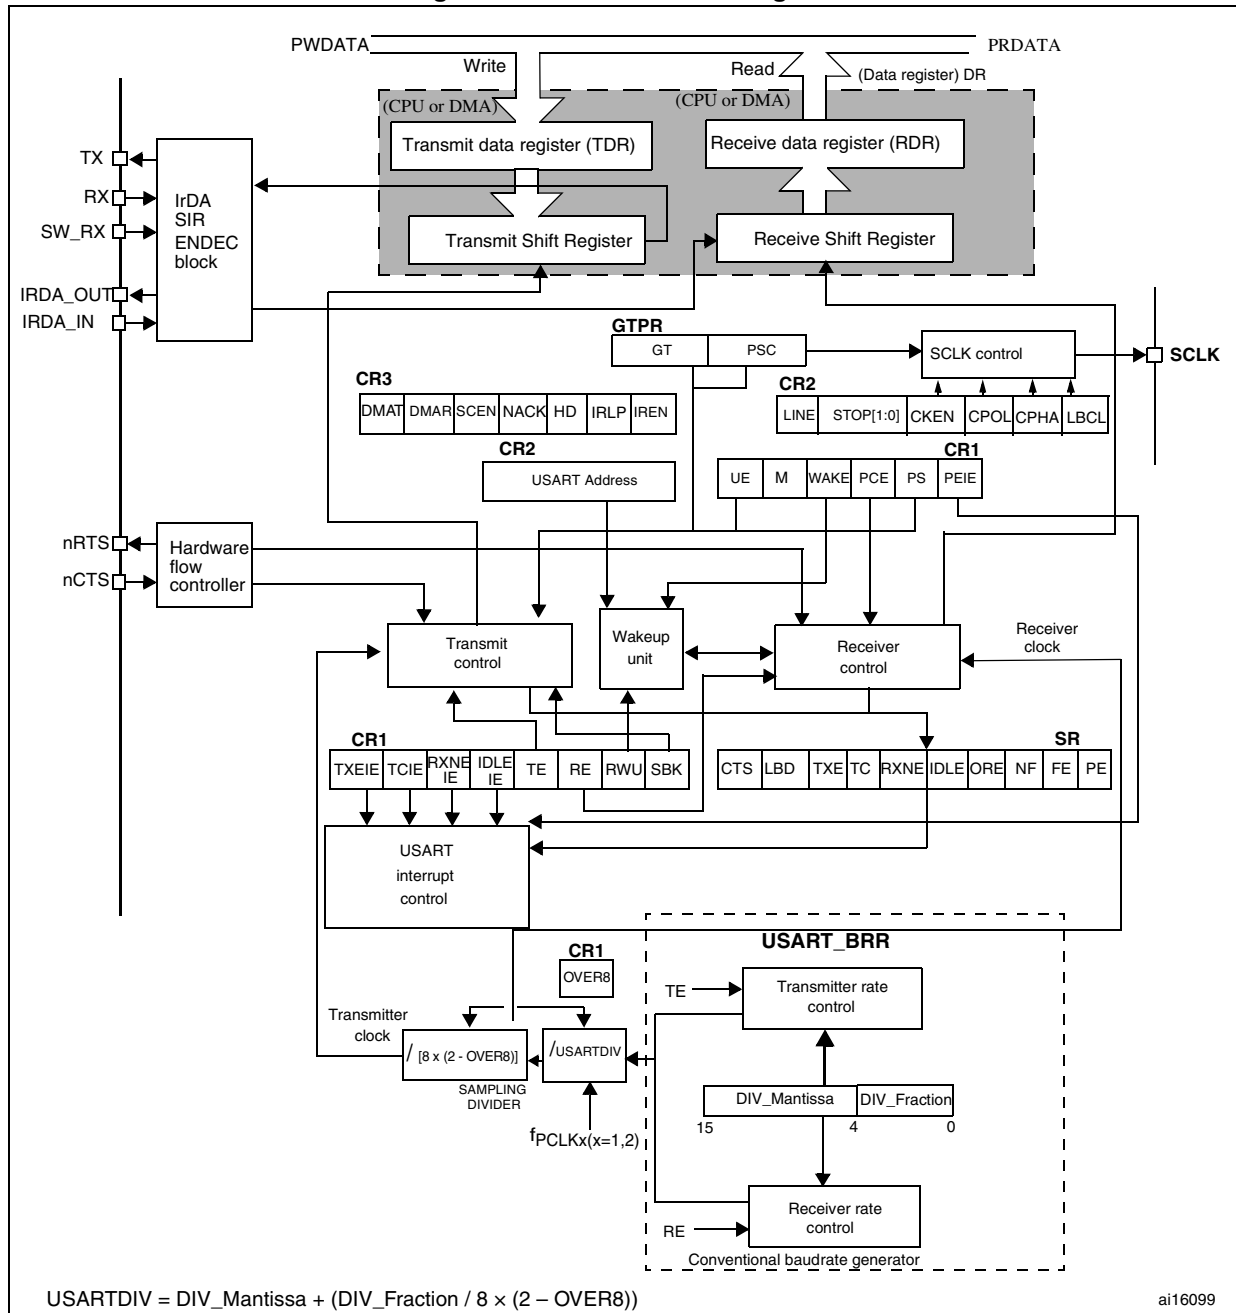 PWDATA
PRDATA
Write
Read
(Data register) DR
(CPU or DMA)
(CPU or DMA)
Transmit data register (TDR)
Receive data register (RDR)
TX
RX
SW_RX
IRDA_OUT
IRDA_IN
IrDA
SIR
ENDEC
block
Transmit Shift Register
Receive Shift Register
GTPR
GT
PSC
SCLK control
SCLK
CR3
DMAT
DMAR
SCEN
NACK
HD
IRLP
IREN
CR2
LINE
STOP[1:0]
CKEN
CPOL
CPHA
LBCL
CR2
USART Address
CR1
UE
M
WAKE
PCE
PS
PEIE
nRTS
nCTS
Hardware
flow
controller
Transmit
control
Wakeup
unit
Receiver
control
Receiver
clock
CR1
TXEIE
TCIE
RXNE
IE
IDLE
IE
TE
RE
RWU
SBK
SR
CTS
LBD
TXE
TC
RXNE
IDLE
ORE
NF
FE
PE
USART
interrupt
control
USART_BRR
CR1
OVER8
TE
Transmitter rate
control
Transmitter
clock
/ [8 x (2 - OVER8)]
/USARTDIV
SAMPLING
DIVIDER
fPCLKx(x=1,2)
DIV_Mantissa
DIV_Fraction
15
4
0
Receiver rate
control
RE
Conventional baudrate generator
USARTDIV = DIV_Mantissa + (DIV_Fraction / 8 × (2 – OVER8))
ai16099